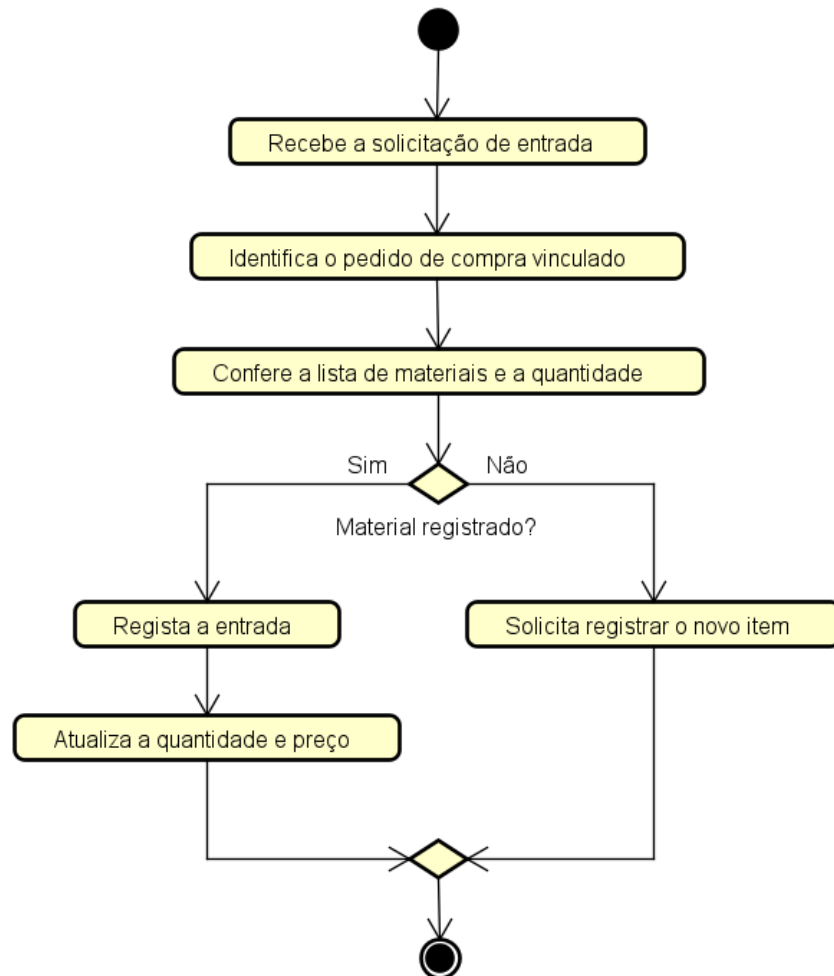 Recebe a solicitação de entrada
Identifica o pedido de compra vinculado
Confere a lista de materiais e a quantidade
Sim
Não
Material registrado?
Regista a entrada
Solicita registrar o novo item
Atualiza a quantidade e preço